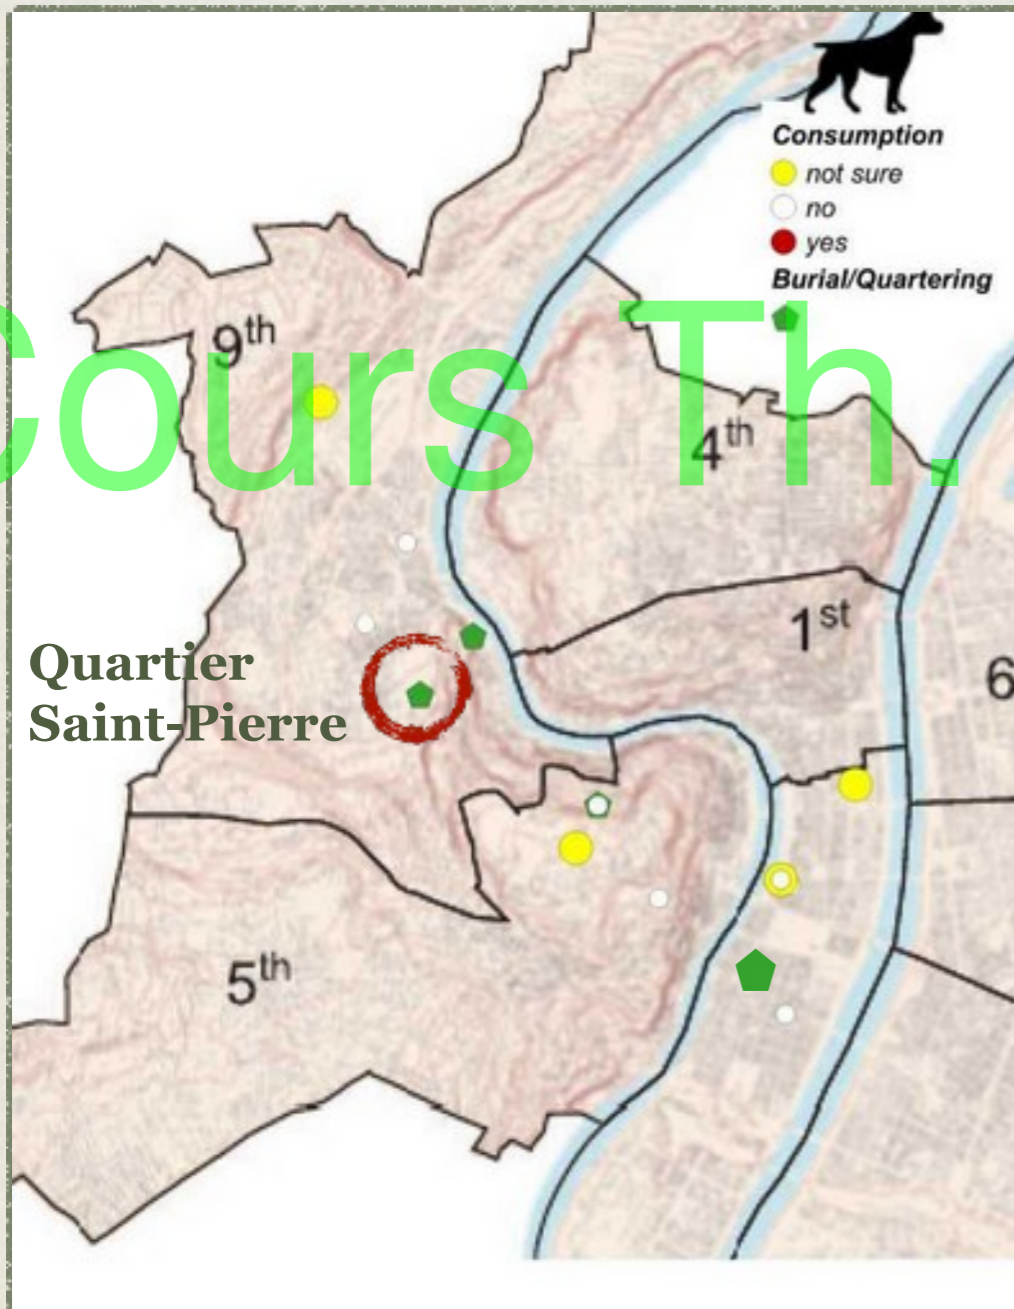 Consumption
not sure
no
yes
Burial/Quartering
9th
Cours Th.
4th
1st
Quartier
Saint-Pierre
6
5th